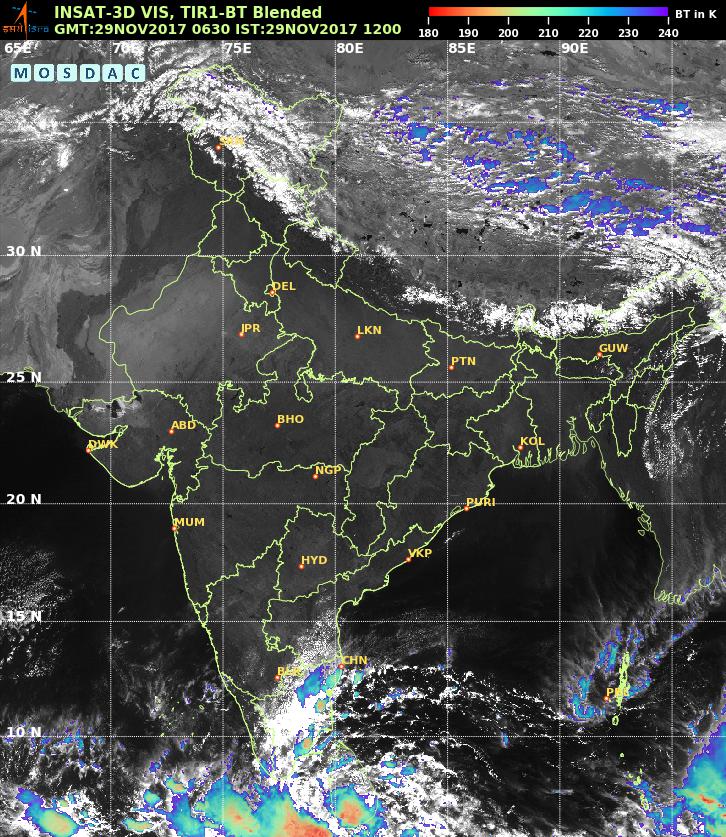 INSAT-3D VIS, TIR1-BT Blended
GMT:29NOV2017 0630 IST:29NOV2017 1200
BT in K
180 190 200 210 220 230 240
65E 70E 75E 80E 85E 90E
MOSDAC
30 N
DEL
JPR
LKN
GUW
PTN
25 N
ABD
BHO
DWK
KOL
NGP
20 N
PURI
MUM
VKP
HYD
15 N
CHN
10 N